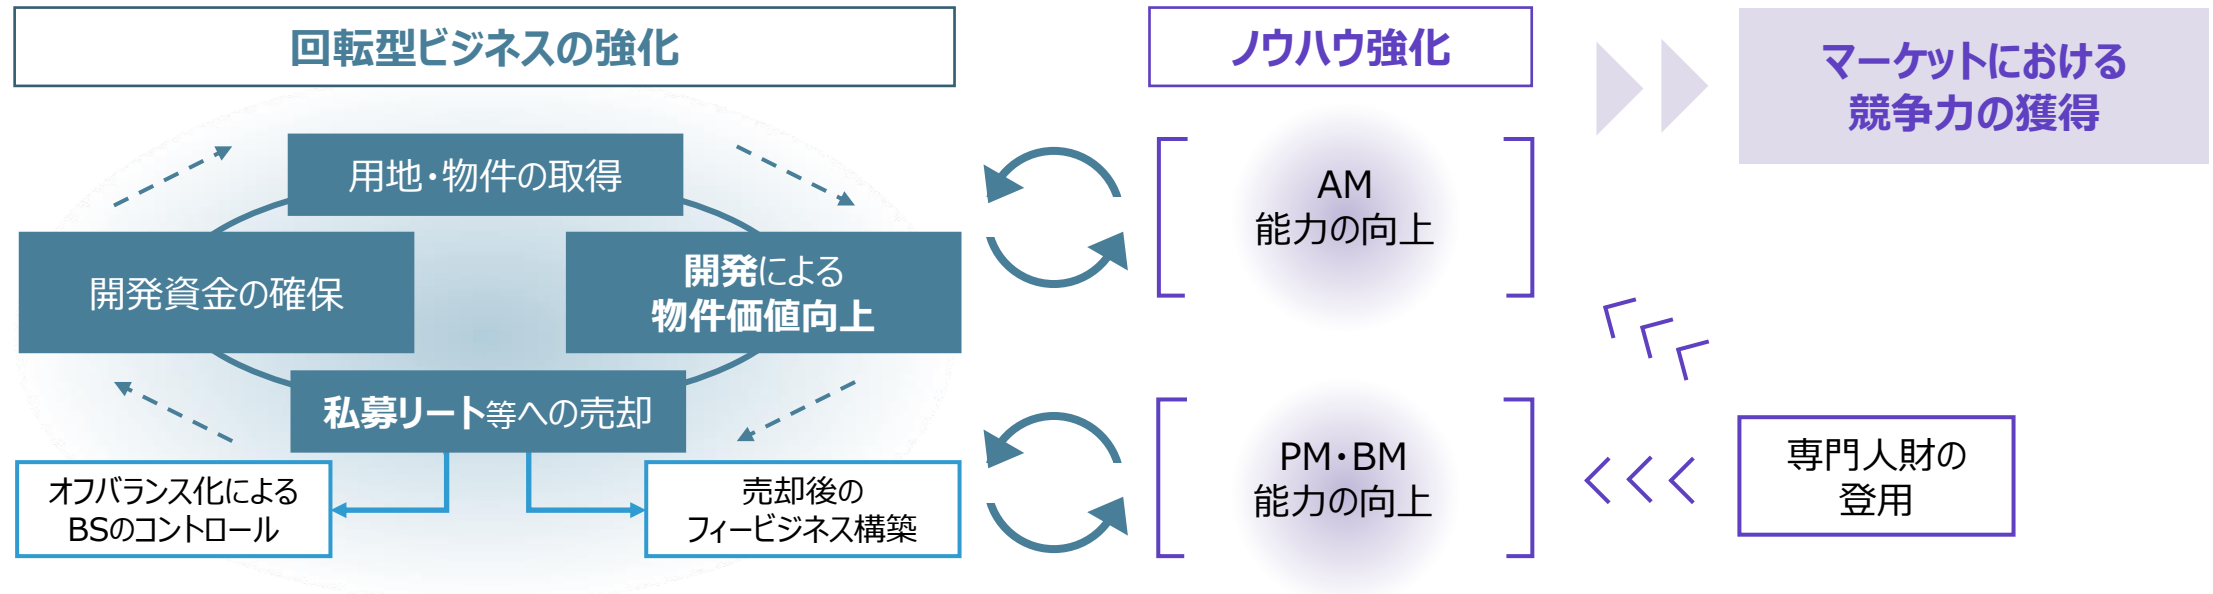 回転型ビジネスの強化
用地・物件の取得
開発資金の確保
開発による
物件価値向上
私募リート等への売却
オフバランス化による
BSのコントロール
売却後の
フィービジネス構築
ノウハウ強化
AM
能力の向上
PM・BM
能力の向上
マーケットにおける
競争力の獲得
専門人財の
登用